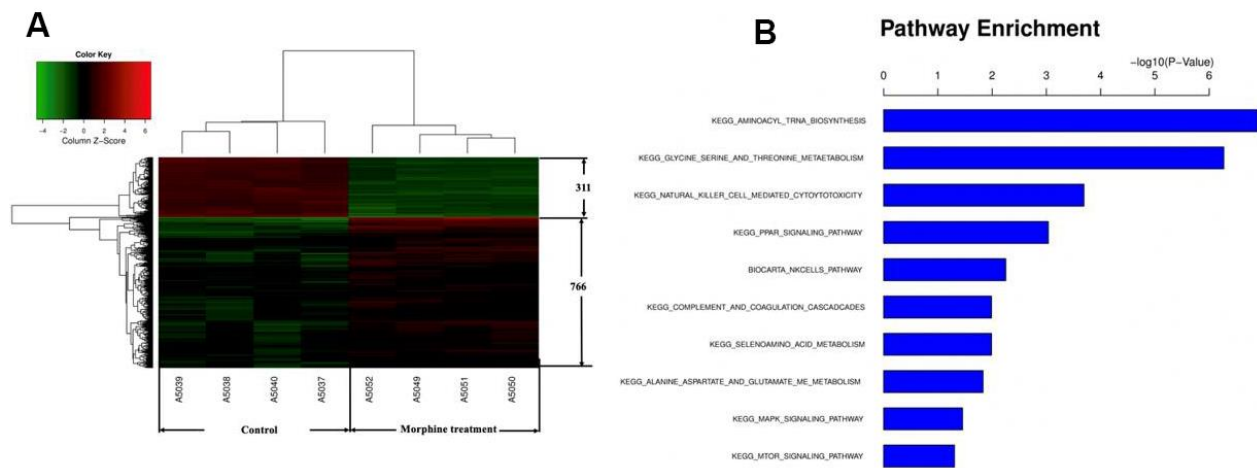 A
Color Key
-4 -2 0 2 4 6
Column Z-Score
311
766
A5039 A5038 A5040 A5037 A5052 A5049 A5051 A5050
Control Morphine treatment
B
Pathway Enrichment
-log10(P-Value)
0 1 2 3 4 5 6
KEGG_AMINOACYL_TRNA_BIOSYNTHESIS
KEGG_GLYCINE_SERINE_AND_THREONINE_METAETABOLISM
KEGG_NATURAL_KILLER_CELL_MEDIATED_CYTOYTOTOXICITY
KEGG_PPAR_SIGNALING_PATHWAY
BIOCARTA_NKCELLS_PATHWAY
KEGG_COMPLEMENT_AND_COAGULATION_CASCADCADES
KEGG_SELENOAMINO_ACID_METABOLISM
KEGG_ALANINE_ASPARTATE_AND_GLUTAMATE_ME_METABOLISM
KEGG_MAPK_SIGNALING_PATHWAY
KEGG_MTOR_SIGNALING_PATHWAY